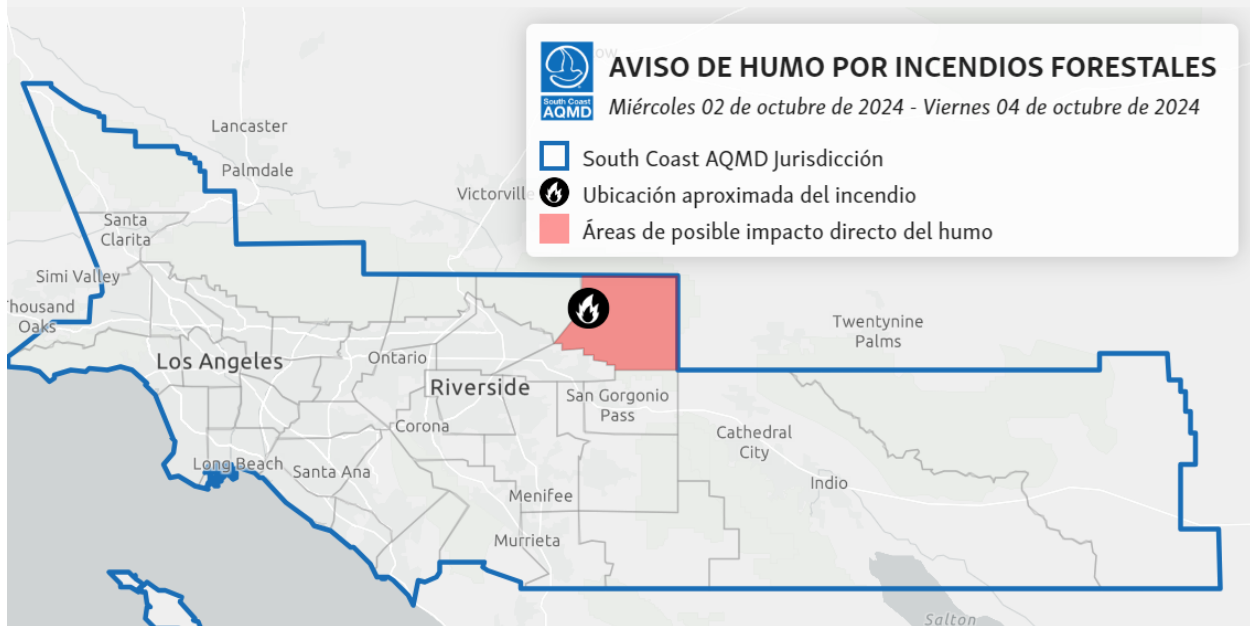 AVISO DE HUMO POR INCENDIOS FORESTALES
Miércoles 02 de octubre de 2024 - Viernes 04 de octubre de 2024
South Coast
AQMD
South Coast AQMD Jurisdicción
Ubicación aproximada del incendio
Áreas de posible impacto directo del humo
Lancaster
Palmdale
Victorville
Santa
Clarita
Simi Valley
Thousand
Oaks
Los Angeles
Ontario
Riverside
San Gorgonio
Pass
Twentynine
Palms
Corona
Cathedral
City
Long Beach
Santa Ana
Indio
Menifee
Murrieta
Salton